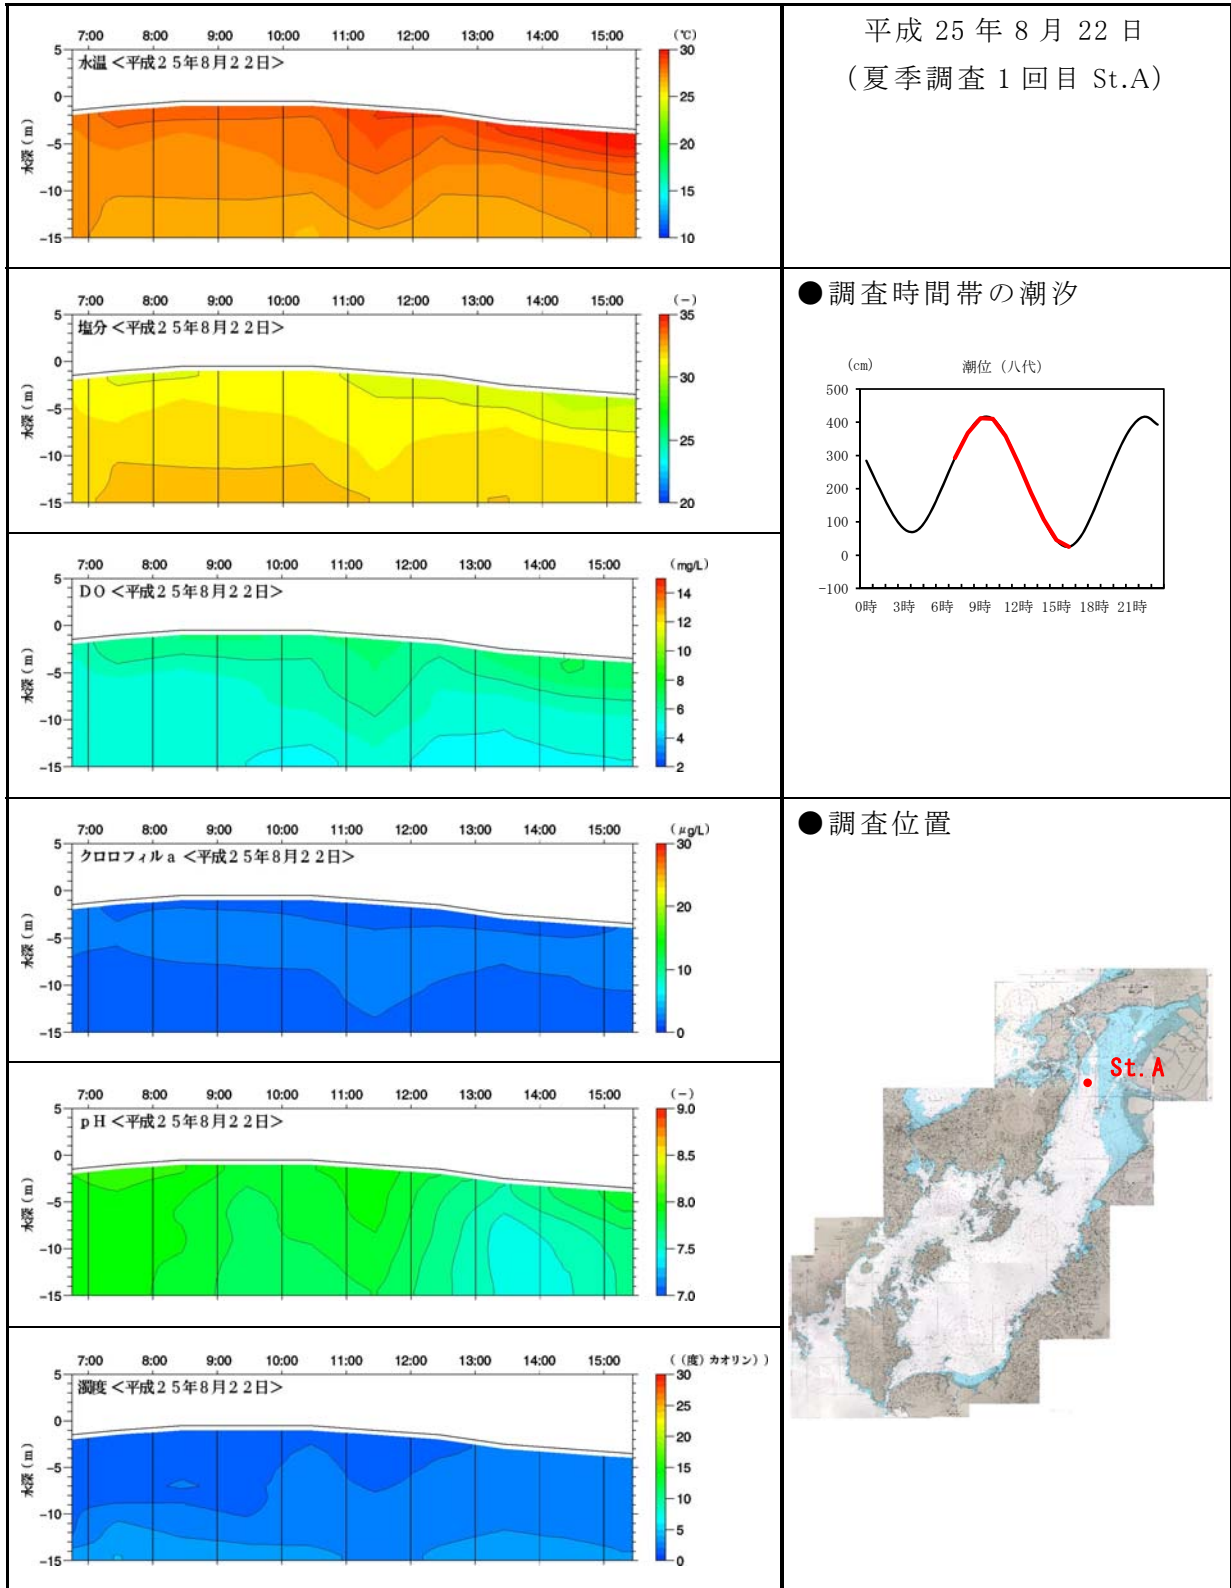 平成 25 年 8 月 22 日
（夏季調査 1 回目 St.A）
7:00 8:00 9:00 10:00 11:00 12:00 13:00 14:00 15:00 (℃)
水温＜平成２５年８月２２日＞
水深（m）
5
0
-5
-10
-15
30
25
20
15
10
7:00 8:00 9:00 10:00 11:00 12:00 13:00 14:00 15:00 (-)
塩分＜平成２５年８月２２日＞
水深（m）
5
0
-5
-10
-15
35
30
25
20
●調査時間帯の潮汐
(cm) 潮位（八代）
500
400
300
200
100
0
-100
0時 3時 6時 9時 12時 15時 18時 21時
7:00 8:00 9:00 10:00 11:00 12:00 13:00 14:00 15:00 (mg/L)
DO＜平成２５年８月２２日＞
水深（m）
5
0
-5
-10
-15
14
12
10
8
6
4
2
7:00 8:00 9:00 10:00 11:00 12:00 13:00 14:00 15:00 (μg/L)
クロロフィルａ＜平成２５年８月２２日＞
水深（m）
5
0
-5
-10
-15
30
20
10
0
●調査位置
St. A
7:00 8:00 9:00 10:00 11:00 12:00 13:00 14:00 15:00 (-)
ｐH＜平成２５年８月２２日＞
水深（m）
5
0
-5
-10
-15
9.0
8.5
8.0
7.5
7.0
7:00 8:00 9:00 10:00 11:00 12:00 13:00 14:00 15:00 (（度）カオリン））
濁度＜平成２５年８月２２日＞
水深（m）
5
0
-5
-10
-15
30
25
20
15
10
5
0